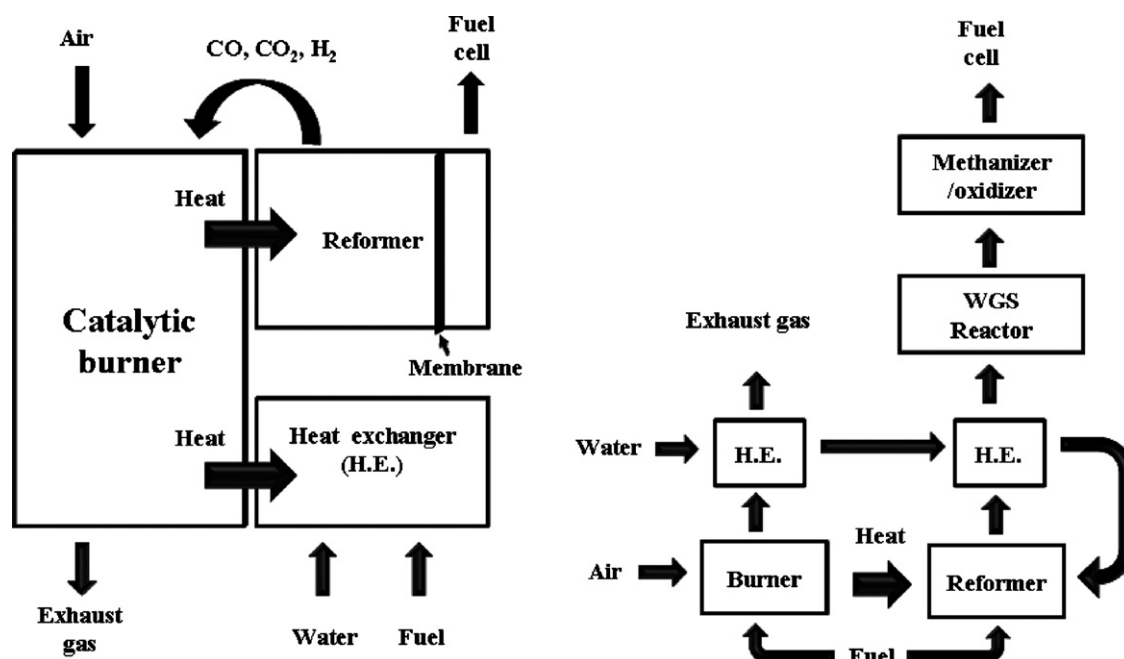 Air
CO, CO₂, H₂
Fuel
cell
Heat
Reformer
Catalytic
burner
Membrane
Heat
Heat exchanger
(H.E.)
Exhaust
gas
Water
Fuel
Fuel
cell
Methanizer
/oxidizer
WGS
Reactor
Exhaust gas
Water
H.E.
H.E.
Air
Burner
Heat
Reformer
Fuel